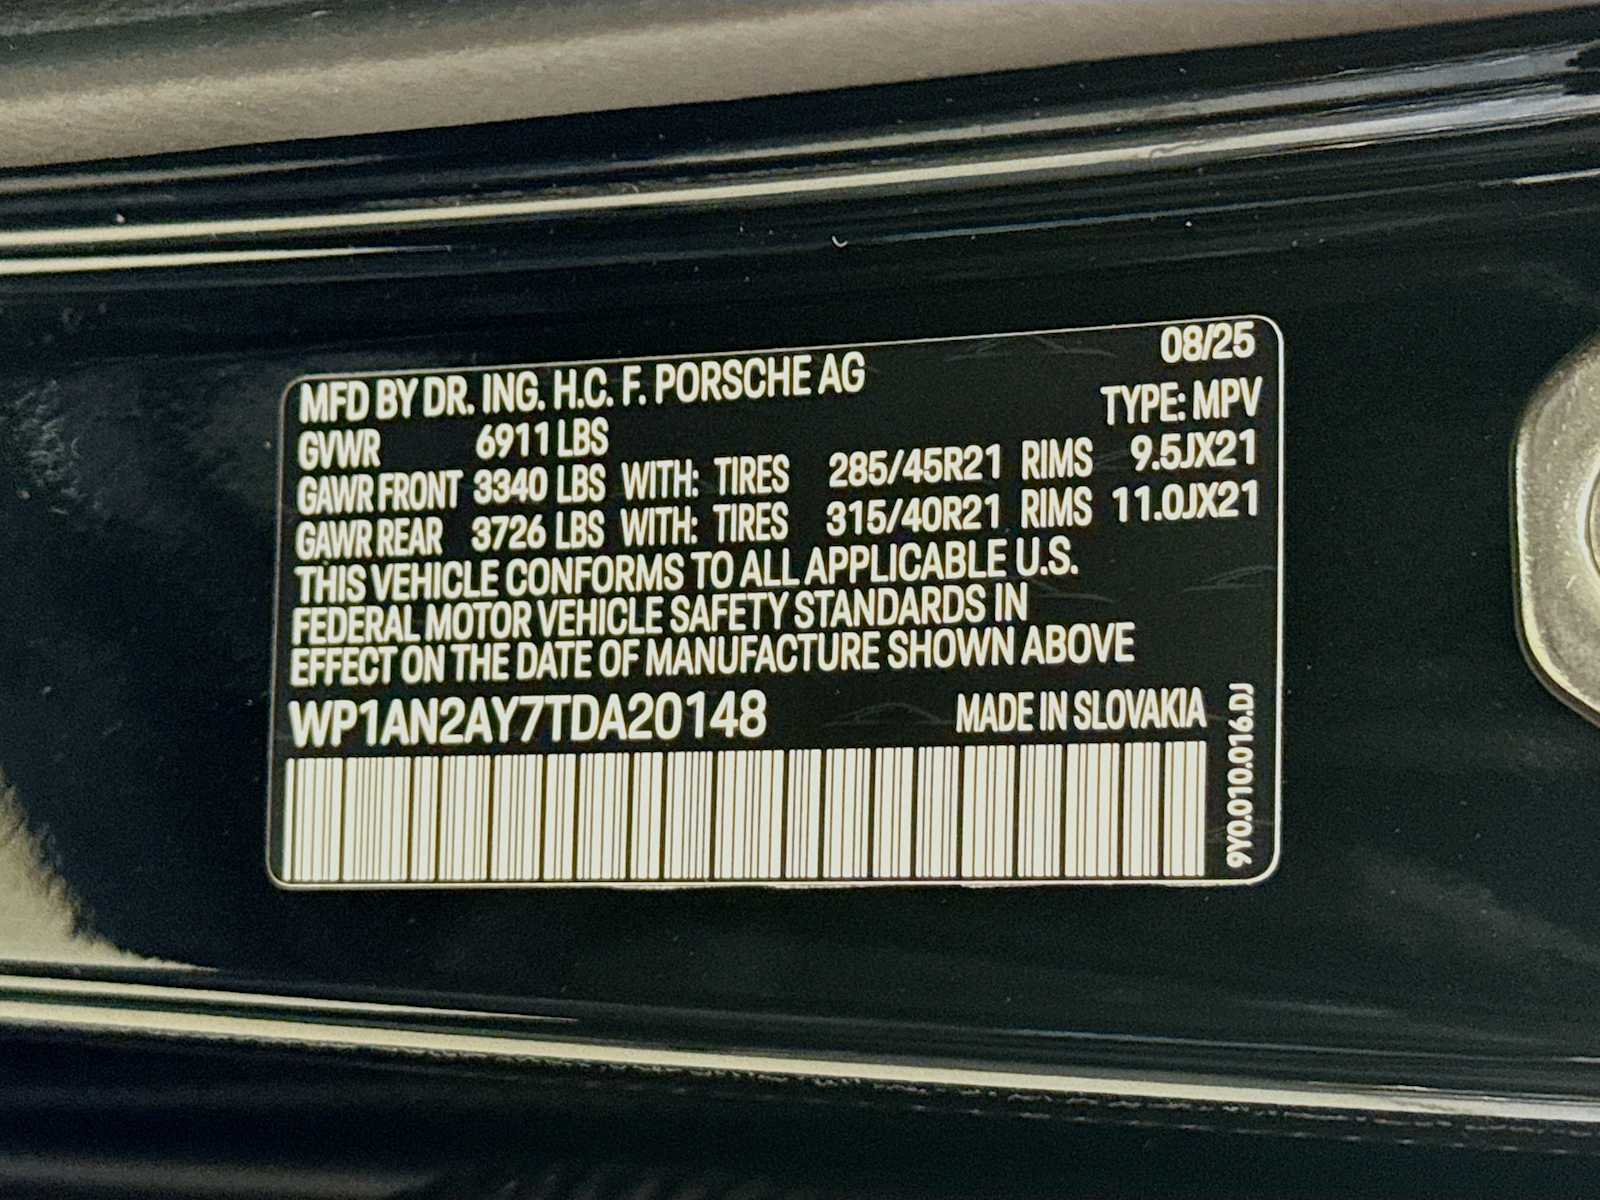 MFD BY DR. ING. H.C. F. PORSCHE AG 08/25
TYPE: MPV
GVWR 6911 LBS
GAWR FRONT 3340 LBS WITH: TIRES 285/45R21 RIMS 9.5JX21
GAWR REAR 3726 LBS WITH: TIRES 315/40R21 RIMS 11.0JX21
THIS VEHICLE CONFORMS TO ALL APPLICABLE U.S.
FEDERAL MOTOR VEHICLE SAFETY STANDARDS IN
EFFECT ON THE DATE OF MANUFACTURE SHOWN ABOVE
WP1AN2AY7TDA20148 MADE IN SLOVAKIA
9Y0.010.016.DJ